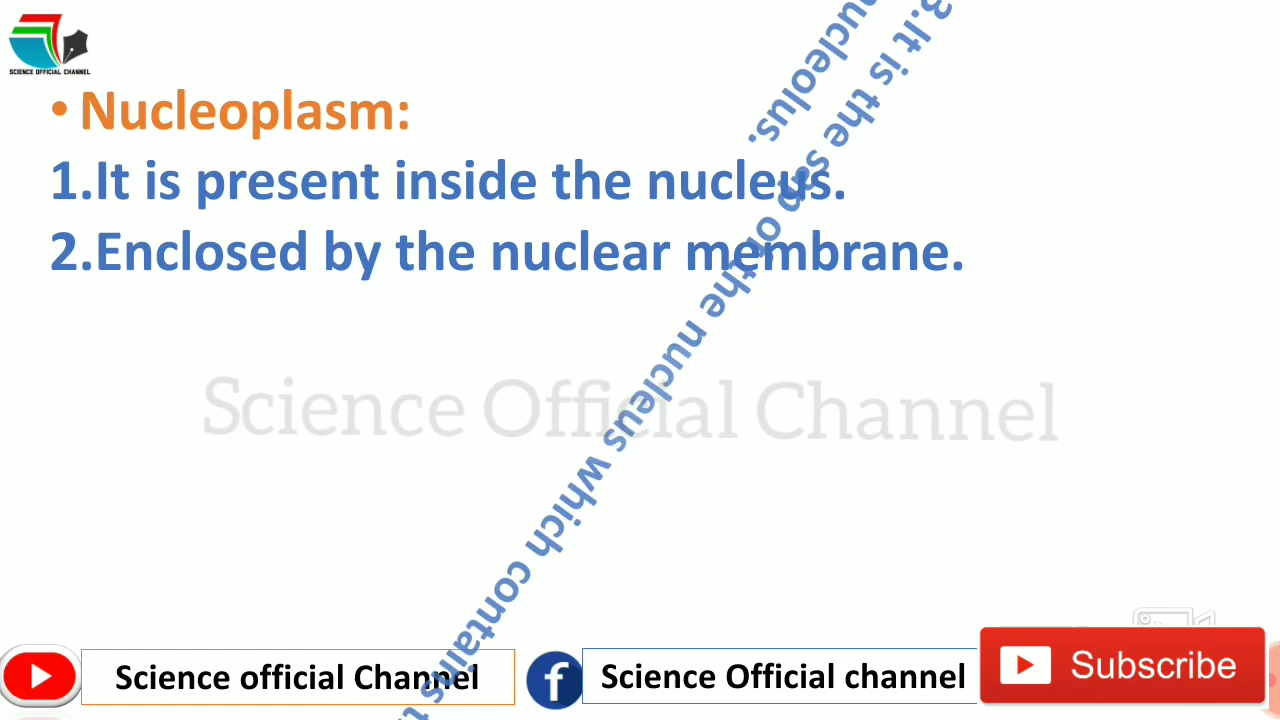 SCIENCE OFFICIAL CHANNEL
• Nucleoplasm:
1.It is present inside the nucleus.
2.Enclosed by the nuclear membrane.
3.It is the sap of the nucleus which contains
nucleolus.
Science Official Channel
Science official Channel
Science Official channel
Subscribe